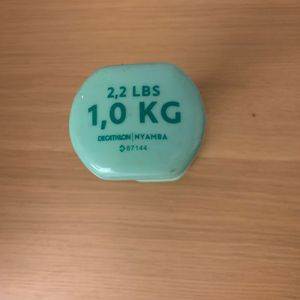 2,2 LBS
1,0 KG
DECATHLON | NYAMBA
87144